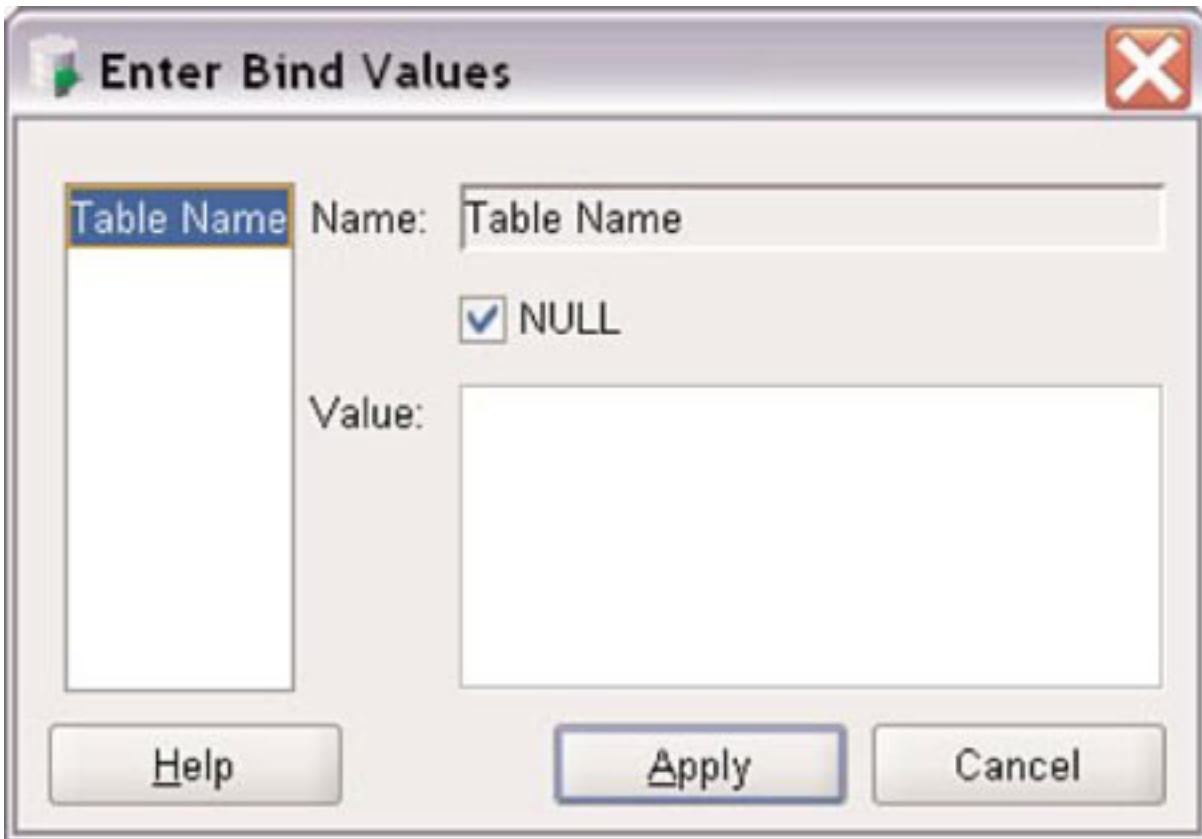 Enter Bind Values
Table Name
Name: Table Name
NULL
Value:
Help
Apply
Cancel